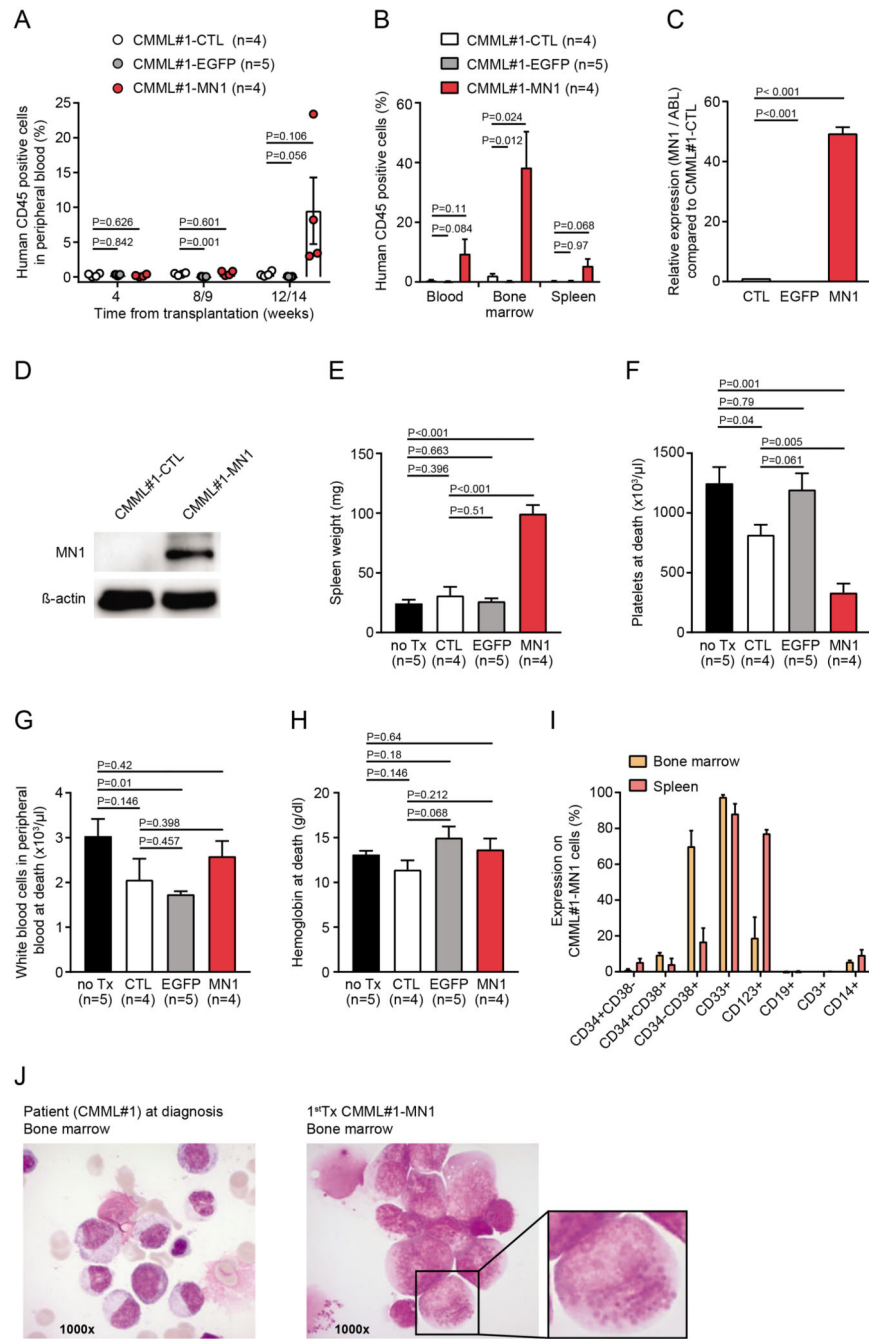 A
CMML#1-CTL (n=4)
CMML#1-EGFP (n=5)
CMML#1-MN1 (n=4)
Human CD45 positive cells
in peripheral blood (%)
25
20
15
10
5
0
P=0.626
P=0.842
P=0.601
P=0.001
P=0.106
P=0.056
4
8/9
12/14
Time from transplantation (weeks)
B
CMML#1-CTL (n=4)
CMML#1-EGFP (n=5)
CMML#1-MN1 (n=4)
Human CD45 positive cells (%)
60
40
20
0
P=0.11
P=0.084
P=0.024
P=0.012
P=0.068
P=0.97
Blood
Bone
marrow
Spleen
C
Relative expression (MN1 / ABL)
compared to CMML#1-CTL
60
40
20
0
P< 0.001
P<0.001
CTL
EGFP
MN1
D
CMML#1-CTL
CMML#1-MN1
MN1
ß-actin
E
Spleen weight (mg)
150
100
50
0
P<0.001
P=0.663
P=0.396
P<0.001
P=0.51
no Tx CTL EGFP MN1
(n=5) (n=4) (n=5) (n=4)
F
Platelets at death (x10³/µl)
1500
1000
500
0
P=0.001
P=0.79
P=0.04
P=0.005
P=0.061
no Tx CTL EGFP MN1
(n=5) (n=4) (n=5) (n=4)
G
White blood cells in peripheral
blood at death (x10³/µl)
4
3
2
1
0
P=0.42
P=0.01
P=0.146
P=0.398
P=0.457
no Tx CTL EGFP MN1
(n=5) (n=4) (n=5) (n=4)
H
Hemoglobin at death (g/dl)
20
15
10
5
0
P=0.64
P=0.18
P=0.146
P=0.212
P=0.068
no Tx CTL EGFP MN1
(n=5) (n=4) (n=5) (n=4)
I
Bone marrow
Spleen
Expression on
CMML#1-MN1 cells (%)
100
80
60
40
20
0
CD34+CD38-
CD34+CD38+
CD34-CD38+
CD33+
CD123+
CD19+
CD3+
CD14+
J
Patient (CMML#1) at diagnosis
Bone marrow
1000x
1ˢᵗTx CMML#1-MN1
Bone marrow
1000x